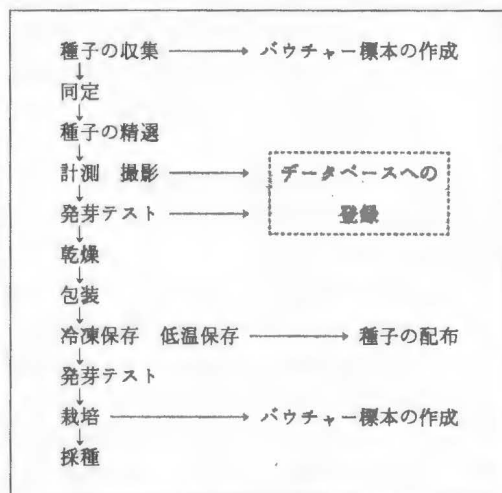 種子の収集 → バウチャー標本の作成
↓
同定
↓
種子の精選
↓
計測 撮影 → データベースへの
↓
発芽テスト → 登録
↓
乾燥
↓
包装
↓
冷凍保存 低温保存 → 種子の配布
↓
発芽テスト
↓
栽培 → バウチャー標本の作成
↓
採種